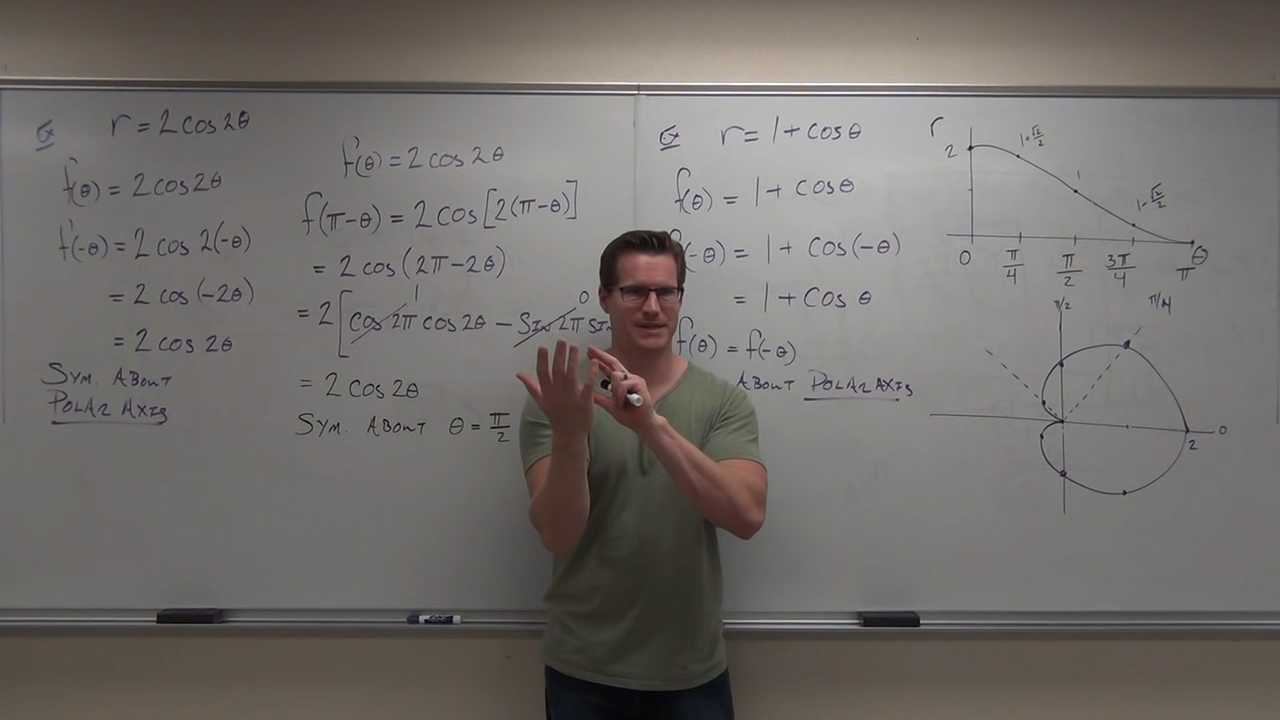 Ex r = 2 cos 2θ
f(θ) = 2 cos 2θ
f(-θ) = 2 cos 2(-θ)
= 2 cos (-2θ)
= 2 cos 2θ
SYM. ABOUT
POLAR AXIS
f(θ) = 2 cos 2θ
f(π-θ) = 2 cos [2(π-θ)]
= 2 cos (2π-2θ)
1 0
= 2 [cos 2π cos 2θ - SIN 2π SIN
= 2 cos 2θ
SYM. ABOUT θ = π/2
Ex r = 1 + cos θ
f(θ) = 1 + cos θ
(-θ) = 1 + cos(-θ)
= 1 + cos θ
f(θ) = f(-θ)
ABOUT POLAR AXIS
r
2
1+√2/2
1
1-√2/2
0 π/4 π/2 3π/4 π θ
π/2 π/4
0
2